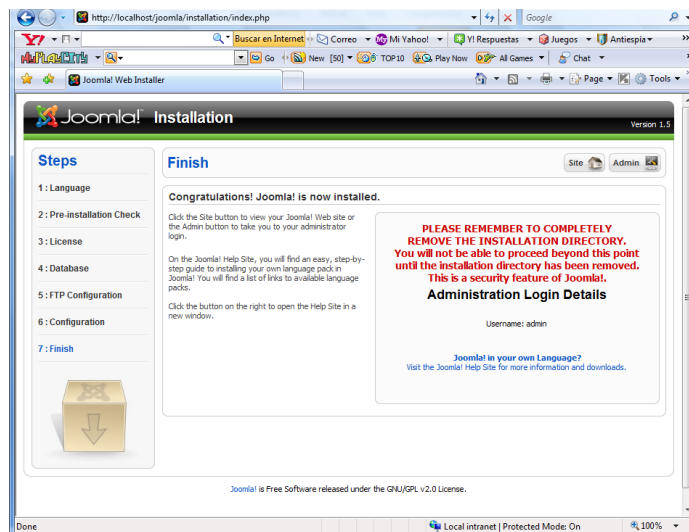 http://localhost/joomla/installation/index.php
Google
Y!
Buscar en Internet
Correo
Mi Yahoo!
Y! Respuestas
Juegos
Antiespía
MyPlayCity
Go
New [50]
TOP 10
Play Now
All Games
Chat
Joomla! Web Installer
Page
Tools
Joomla! Installation
Version 1.5
Steps
1 : Language
2 : Pre-installation Check
3 : License
4 : Database
5 : FTP Configuration
6 : Configuration
7 : Finish
Finish
Site
Admin
Congratulations! Joomla! is now installed.
Click the Site button to view your Joomla! Web site or
the Admin button to take you to your administrator
login.
On the Joomla! Help Site, you will find an easy, step-by-
step guide to installing your own language pack in
Joomla! You will find a list of links to available language
packs.
Click the button on the right to open the Help Site in a
new window.
PLEASE REMEMBER TO COMPLETELY
REMOVE THE INSTALLATION DIRECTORY.
You will not be able to proceed beyond this point
until the installation directory has been removed.
This is a security feature of Joomla!.
Administration Login Details
Username: admin
Joomla! in your own Language?
Visit the Joomla! Help Site for more information and downloads.
Joomla! is Free Software released under the GNU/GPL v2.0 License.
Done
Local intranet | Protected Mode: On
100%